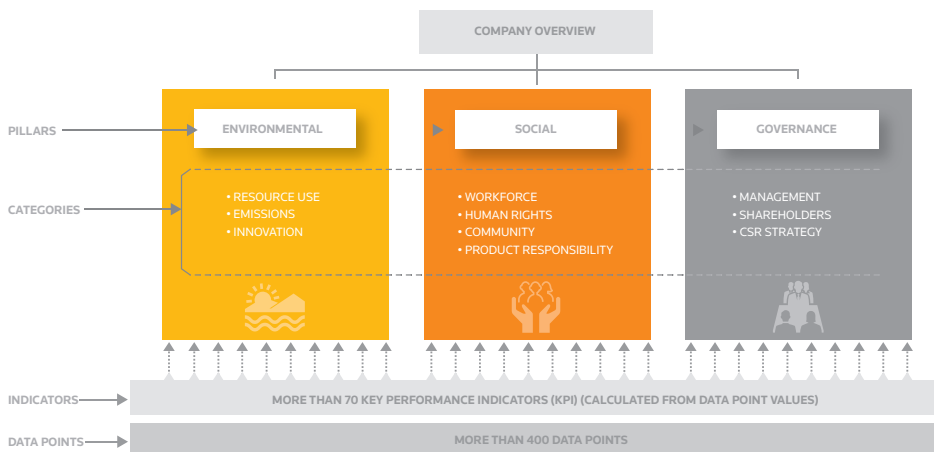 COMPANY OVERVIEW
PILLARS
ENVIRONMENTAL
SOCIAL
GOVERNANCE
CATEGORIES
• RESOURCE USE
• EMISSIONS
• INNOVATION
• WORKFORCE
• HUMAN RIGHTS
• COMMUNITY
• PRODUCT RESPONSIBILITY
• MANAGEMENT
• SHAREHOLDERS
• CSR STRATEGY
INDICATORS
MORE THAN 70 KEY PERFORMANCE INDICATORS (KPI) (CALCULATED FROM DATA POINT VALUES)
DATA POINTS
MORE THAN 400 DATA POINTS